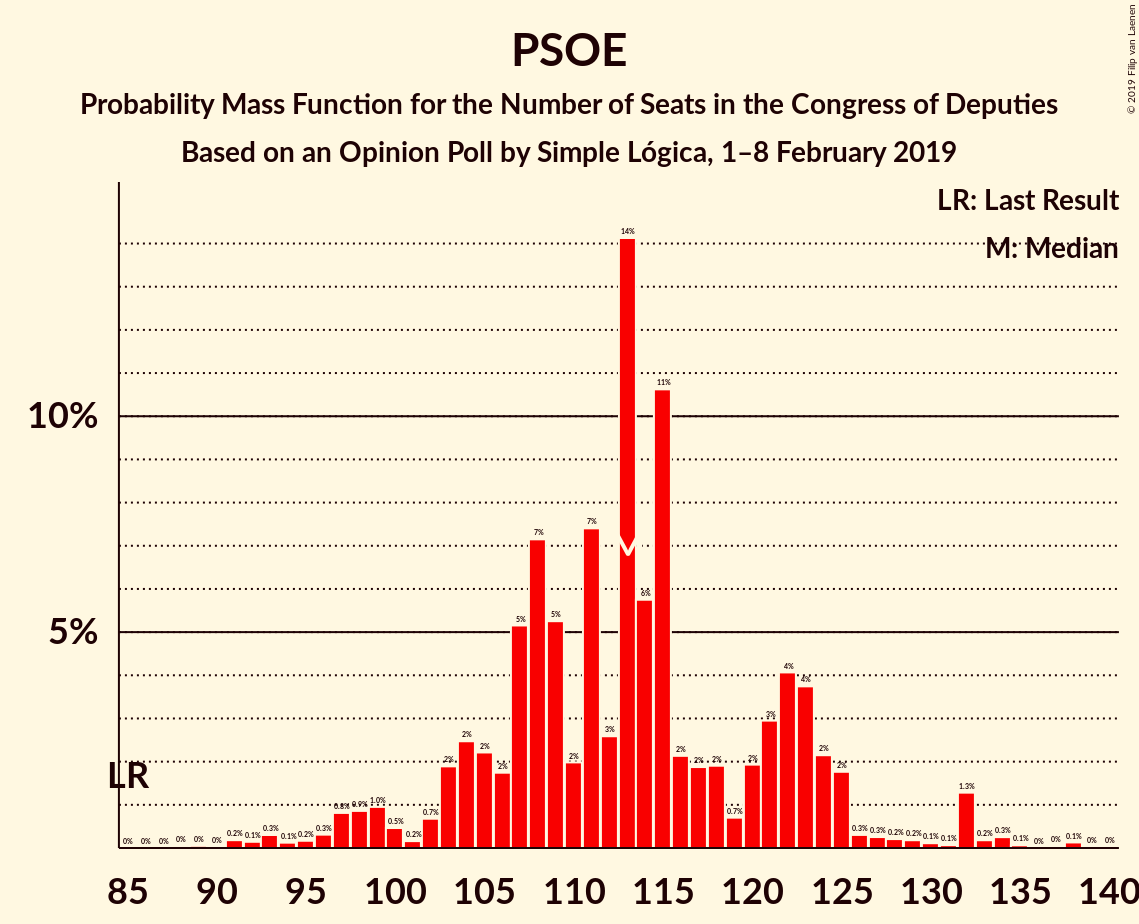 © 2019 Filip van Laenen
PSOE
Probability Mass Function for the Number of Seats in the Congress of Deputies
Based on an Opinion Poll by Simple Lógica, 1–8 February 2019
LR: Last Result
M: Median
10%
5%
LR
0% 0% 0% 0% 0% 0% 0.2% 0.1% 0.3% 0.1% 0.2% 0.3% 0.8% 0.9% 1.0% 0.5% 0.2% 0.7% 2% 2% 2% 2% 5% 7% 5% 2% 7% 3% 14% 6% 11% 2% 2% 2% 0.7% 2% 3% 4% 4% 2% 2% 0.3% 0.3% 0.2% 0.2% 0.1% 0.1% 1.3% 0.2% 0.3% 0.1% 0% 0% 0.1% 0% 0%
85 90 95 100 105 110 115 120 125 130 135 140